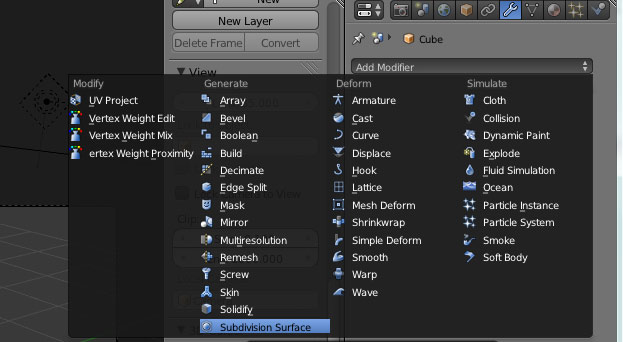 New Layer
Delete Frame Convert
View
Cube
Add Modifier
Modify
UV Project
Vertex Weight Edit
Vertex Weight Mix
ertex Weight Proximity
Generate
Array
Bevel
Boolean
Build
Decimate
Edge Split
Mask
Mirror
Multiresolution
Remesh
Screw
Skin
Solidify
Subdivision Surface
Deform
Armature
Cast
Curve
Displace
Hook
Lattice
Mesh Deform
Shrinkwrap
Simple Deform
Smooth
Warp
Wave
Simulate
Cloth
Collision
Dynamic Paint
Explode
Fluid Simulation
Ocean
Particle Instance
Particle System
Smoke
Soft Body